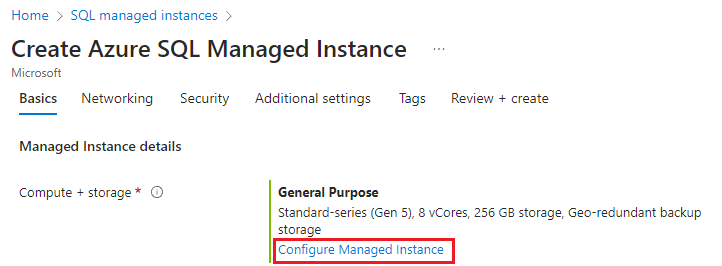 Home > SQL managed instances >
Create Azure SQL Managed Instance ...
Microsoft
Basics Networking Security Additional settings Tags Review + create
Managed Instance details
Compute + storage *
General Purpose
Standard-series (Gen 5), 8 vCores, 256 GB storage, Geo-redundant backup
storage
Configure Managed Instance